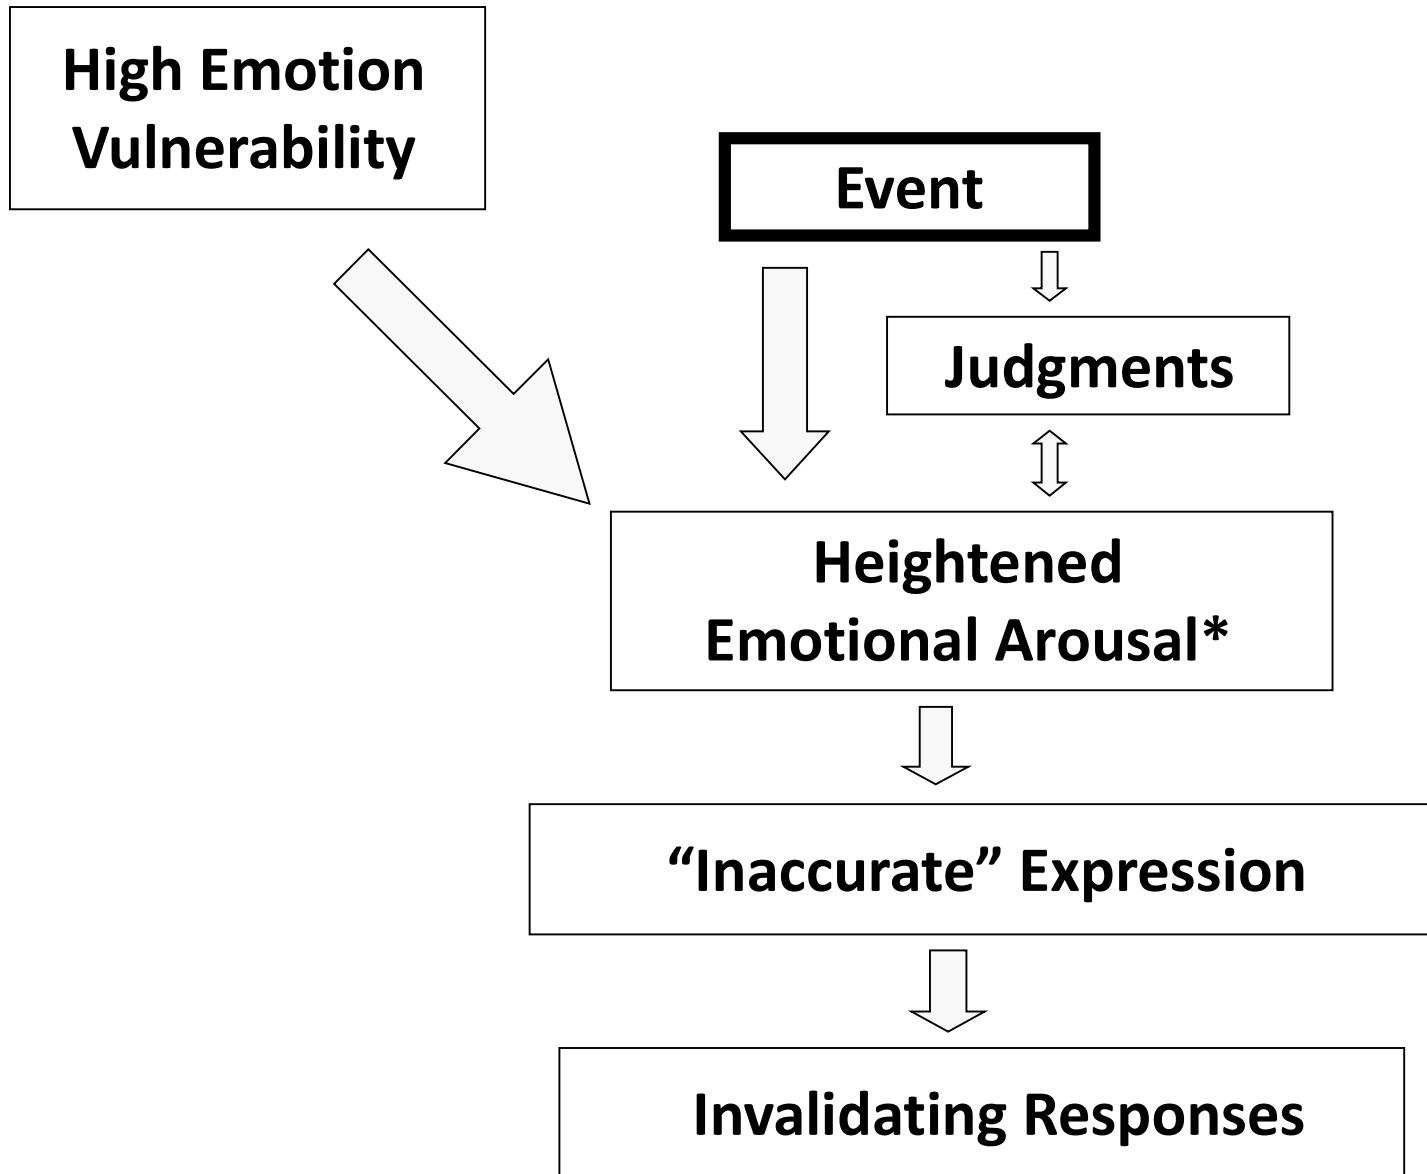 High Emotion
Vulnerability
Event
Judgments
Heightened
Emotional Arousal*
“Inaccurate” Expression
Invalidating Responses